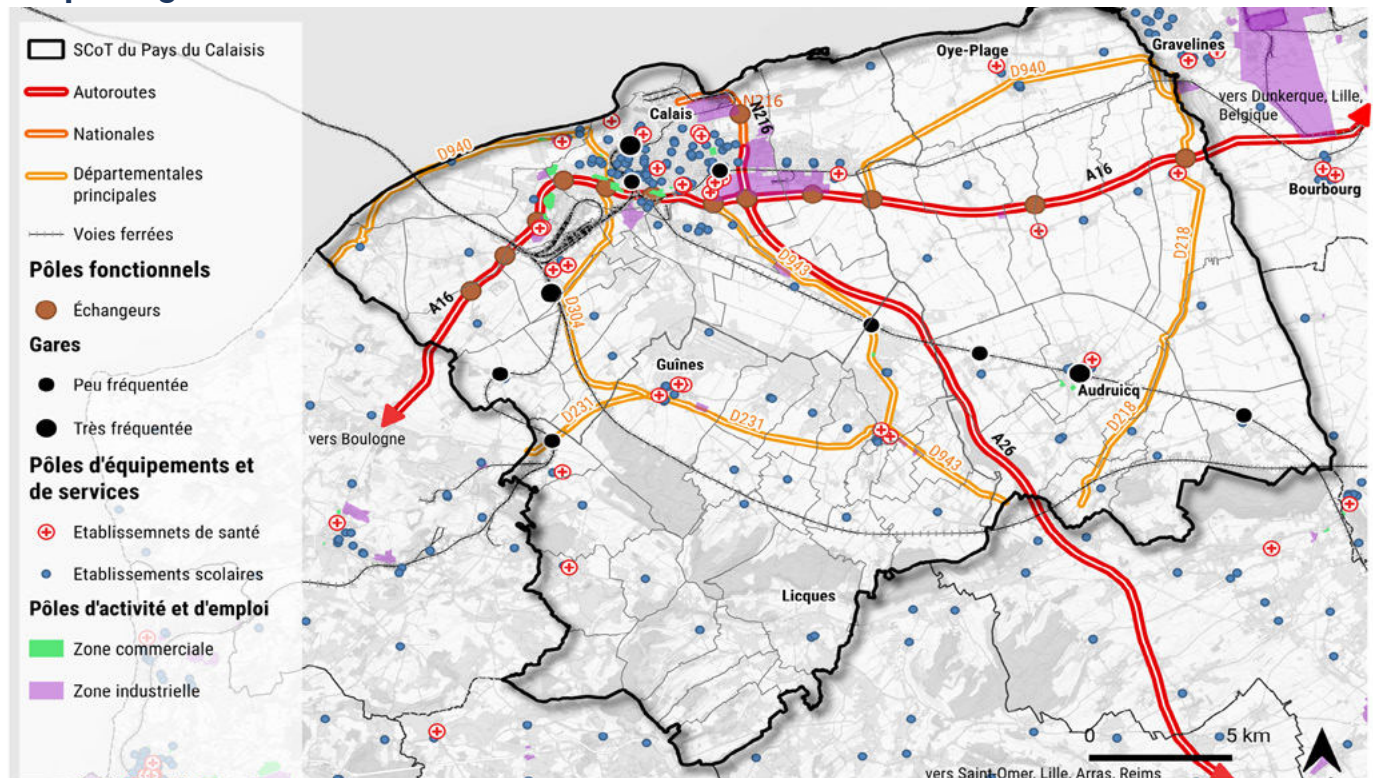 SCoT du Pays du Calaisis
Autoroutes
Nationales
Départementales
principales
Voies ferrées
Pôles fonctionnels
Échangeurs
Gares
Peu fréquentée
Très fréquentée
Pôles d'équipements et
de services
Etablissemnets de santé
Etablissements scolaires
Pôles d'activité et d'emploi
Zone commerciale
Zone industrielle
Oye-Plage
Gravelines
D940
vers Dunkerque, Lille,
Belgique
N216
Calais
N216
D940
A16
Bourbourg
D943
D218
A16
D304
Guînes
Audruicq
D231
D231
D218
vers Boulogne
A26
D943
Licques
0
5 km
vers Saint-Omer, Lille, Arras, Reims